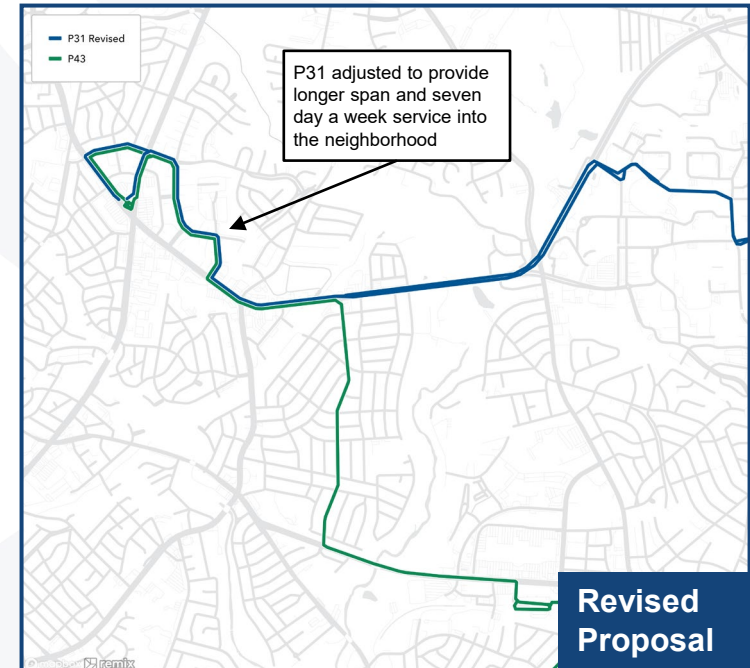 P31 Revised
P43
P31 adjusted to provide
longer span and seven
day a week service into
the neighborhood
Revised
Proposal
remix